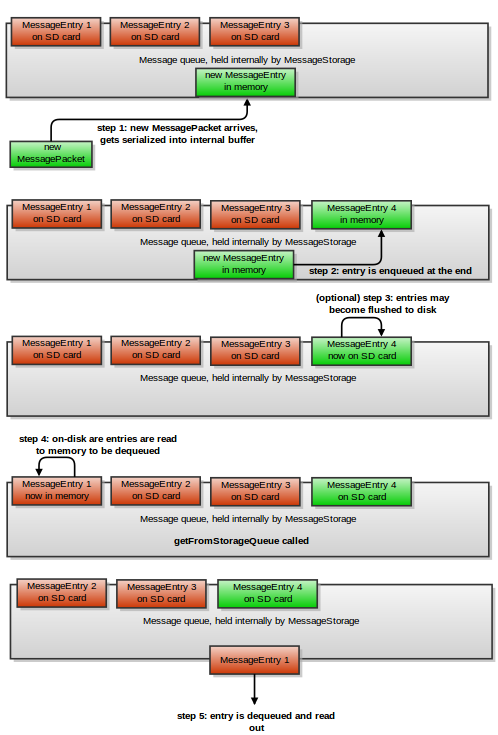 MessageEntry 1
on SD card
MessageEntry 2
on SD card
MessageEntry 3
on SD card
Message queue, held internally by MessageStorage
new MessageEntry
in memory
step 1: new MessagePacket arrives,
gets serialized into internal buffer
new
MessagePacket
MessageEntry 1
on SD card
MessageEntry 2
on SD card
MessageEntry 3
on SD card
MessageEntry 4
in memory
Message queue, held internally by MessageStorage
new MessageEntry
in memory
step 2: entry is enqueued at the end
(optional) step 3: entries may
become flushed to disk
MessageEntry 1
on SD card
MessageEntry 2
on SD card
MessageEntry 3
on SD card
MessageEntry 4
now on SD card
Message queue, held internally by MessageStorage
step 4: on-disk are entries are read
to memory to be dequeued
MessageEntry 1
now in memory
MessageEntry 2
on SD card
MessageEntry 3
on SD card
MessageEntry 4
on SD card
Message queue, held internally by MessageStorage
getFromStorageQueue called
MessageEntry 2
on SD card
MessageEntry 3
on SD card
MessageEntry 4
on SD card
Message queue, held internally by MessageStorage
MessageEntry 1
step 5: entry is dequeued and read
out